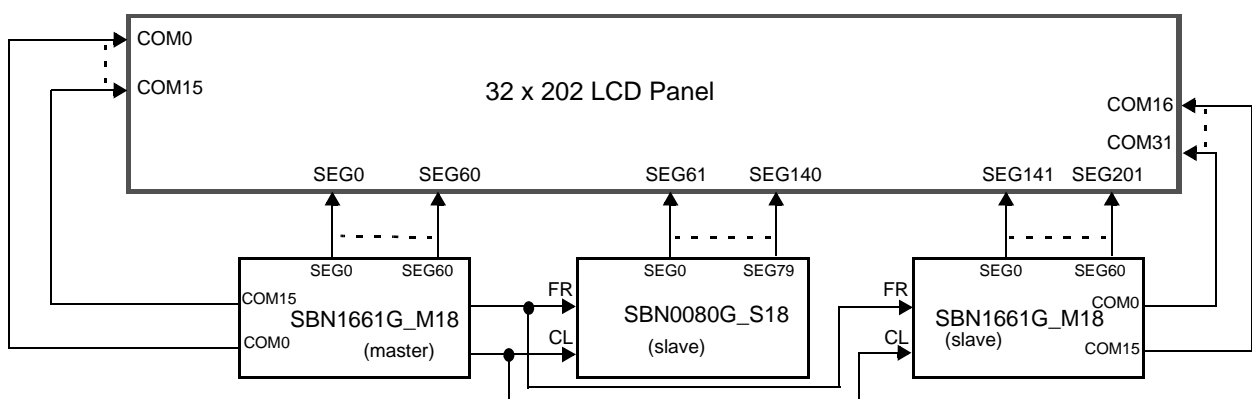 COM0
COM15
32 x 202 LCD Panel
COM16
COM31
SEG0 SEG60 SEG61 SEG140 SEG141 SEG201
SEG0 SEG60 SEG0 SEG79 SEG0 SEG60
COM15
COM0
SBN1661G_M18
(master)
FR
CL
SBN0080G_S18
(slave)
FR
CL
SBN1661G_M18
(slave)
COM0
COM15